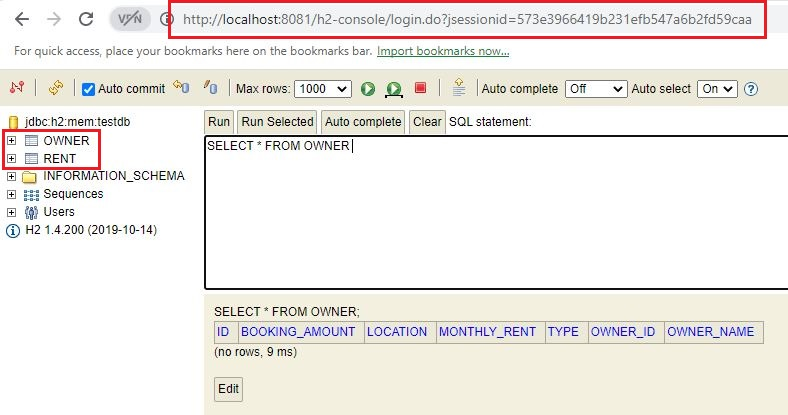 VPN http://localhost:8081/h2-console/login.do?jsessionid=573e3966419b231efb547a6b2fd59caa
For quick access, place your bookmarks here on the bookmarks bar. Import bookmarks now...
Auto commit Max rows: 1000 Auto complete Off Auto select On ?
jdbc:h2:mem:testdb
OWNER
RENT
INFORMATION_SCHEMA
Sequences
Users
H2 1.4.200 (2019-10-14)
Run Run Selected Auto complete Clear SQL statement:
SELECT * FROM OWNER
SELECT * FROM OWNER;
ID BOOKING_AMOUNT LOCATION MONTHLY_RENT TYPE OWNER_ID OWNER_NAME
(no rows, 9 ms)
Edit